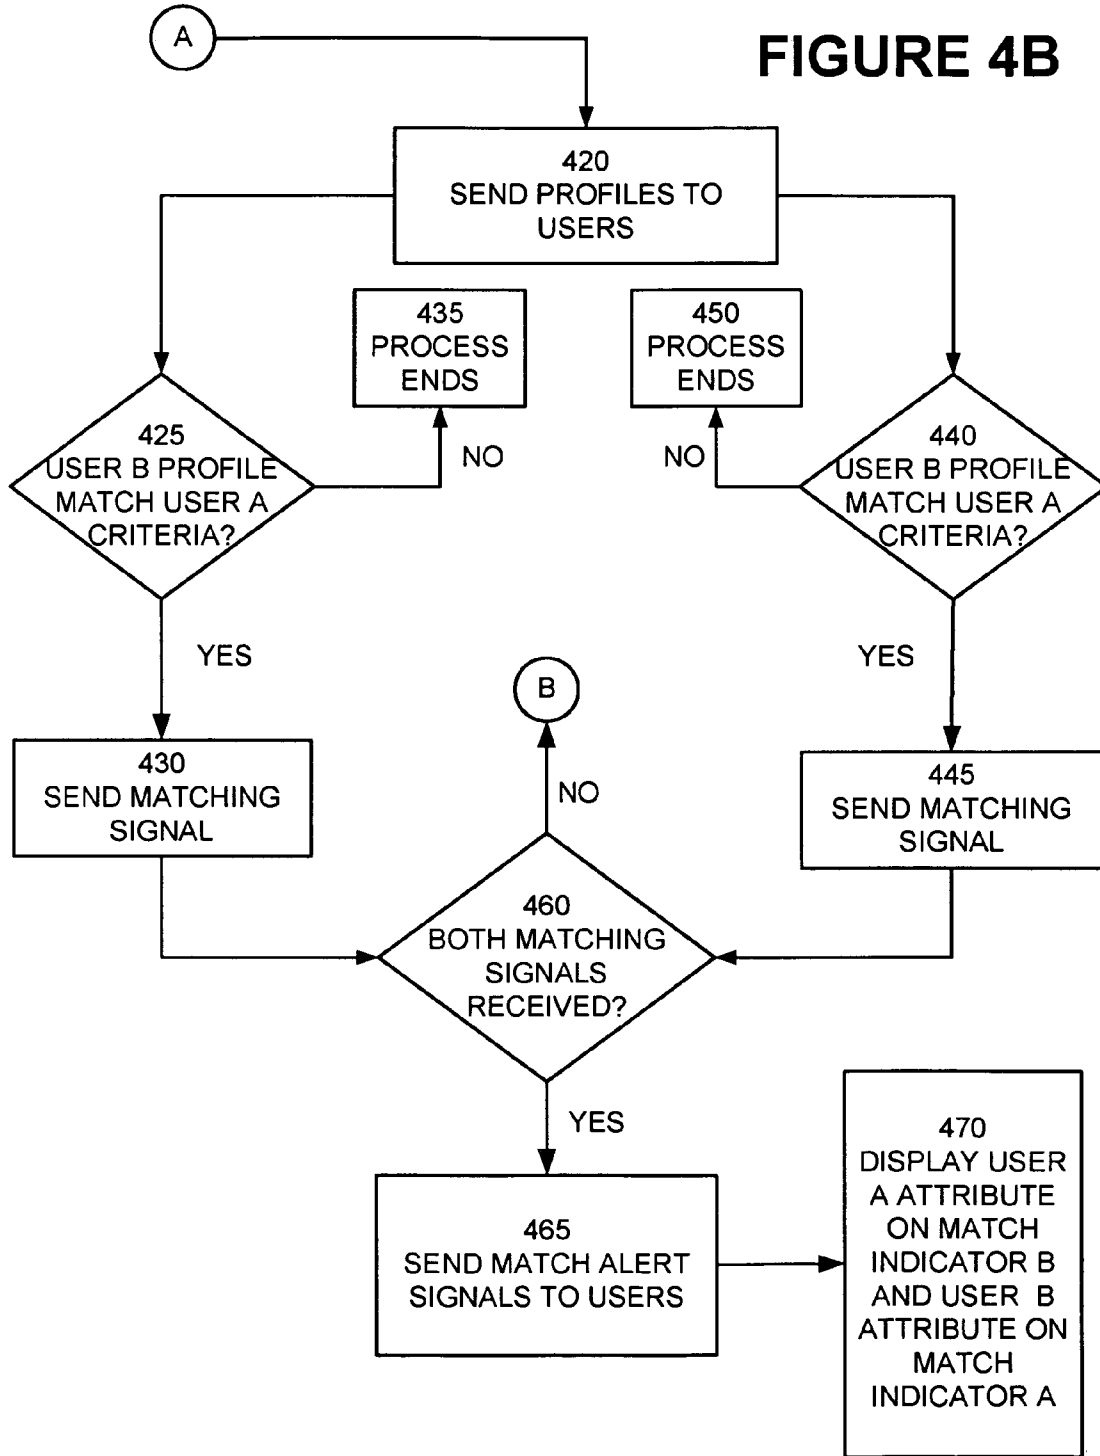 A
FIGURE 4B
420
SEND PROFILES TO
USERS
435
PROCESS
ENDS
450
PROCESS
ENDS
425
USER B PROFILE
MATCH USER A
CRITERIA?
NO
NO
440
USER B PROFILE
MATCH USER A
CRITERIA?
YES
YES
B
430
SEND MATCHING
SIGNAL
NO
445
SEND MATCHING
SIGNAL
460
BOTH MATCHING
SIGNALS
RECEIVED?
YES
465
SEND MATCH ALERT
SIGNALS TO USERS
470
DISPLAY USER
A ATTRIBUTE
ON MATCH
INDICATOR B
AND USER B
ATTRIBUTE ON
MATCH
INDICATOR A